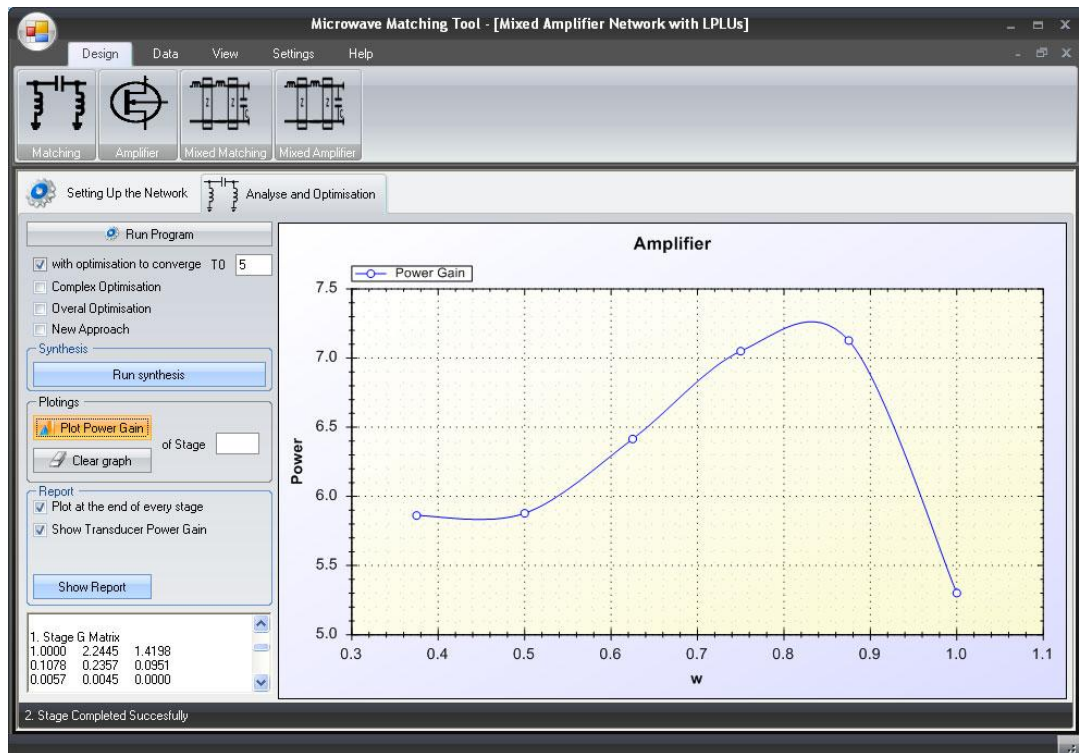 Microwave Matching Tool - [Mixed Amplifier Network with LPLUs]
Design Data View Settings Help
Matching Amplifier Mixed Matching Mixed Amplifier
Setting Up the Network Analyse and Optimisation
Run Program
with optimisation to converge T0 5
Complex Optimisation
Overal Optimisation
New Approach
Synthesis
Run synthesis
Plotings
Plot Power Gain
of Stage
Clear graph
Report
Plot at the end of every stage
Show Transducer Power Gain
Show Report
1. Stage G Matrix
1.0000 2.2445 1.4198
0.1078 0.2357 0.0951
0.0057 0.0045 0.0000
Amplifier
Power Gain
Power
7.5
7.0
6.5
6.0
5.5
5.0
0.3 0.4 0.5 0.6 0.7 0.8 0.9 1.0 1.1
w
2. Stage Completed Succesfully